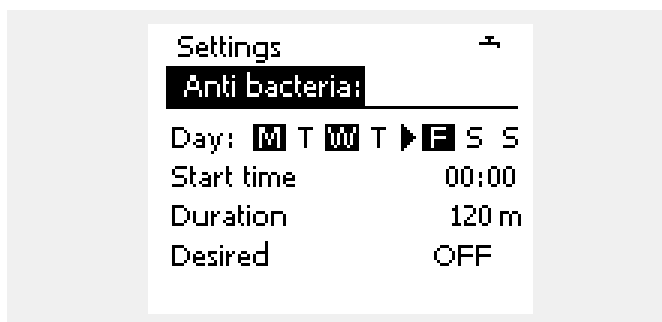 Settings
Anti bacteria:
Day: M T W T F S S
Start time 00:00
Duration 120 m
Desired OFF